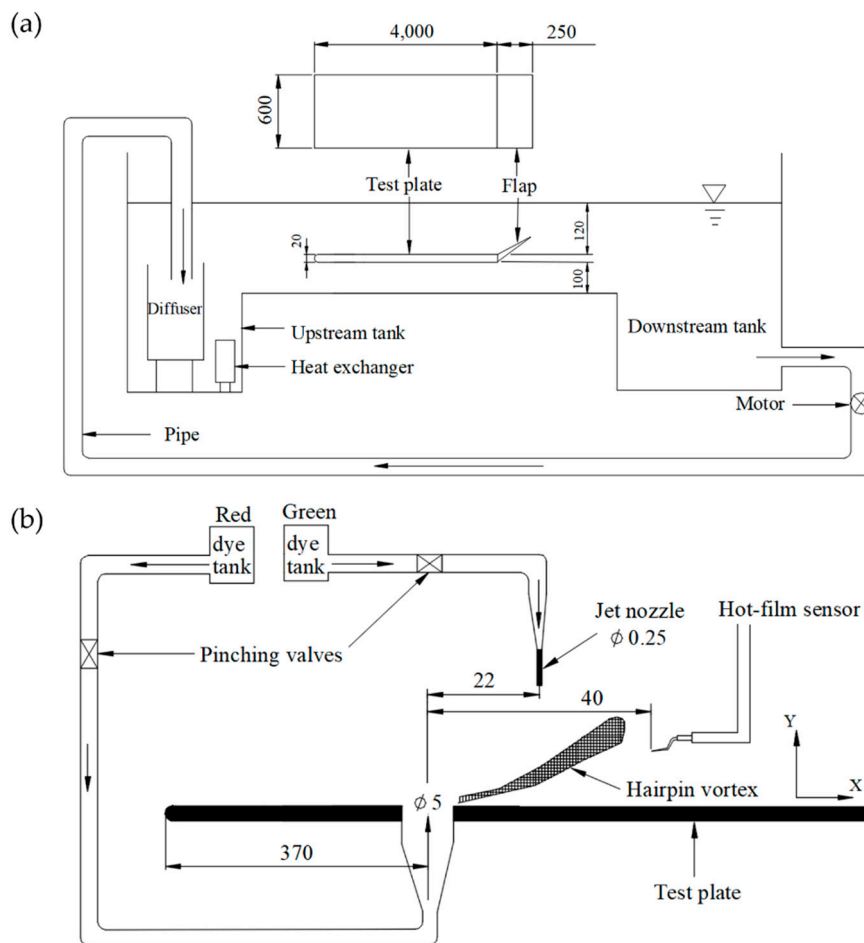 (a)
4,000
250
600
Test plate
Flap
20
120
100
Diffuser
Upstream tank
Heat exchanger
Downstream tank
Motor
Pipe
(b)
Red
Green
dye
tank
dye
tank
Pinching valves
Jet nozzle
ϕ 0.25
Hot-film sensor
22
40
Y
X
Hairpin vortex
ϕ 5
370
Test plate